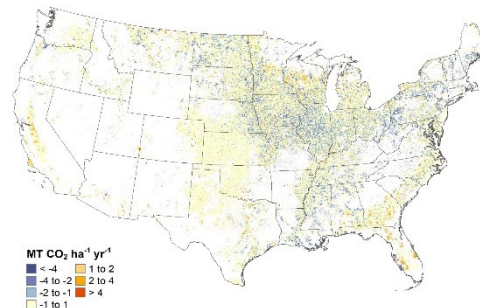 MT CO₂ ha⁻¹ yr⁻¹
< -4 1 to 2
-4 to -2 2 to 4
-2 to -1 > 4
-1 to 1